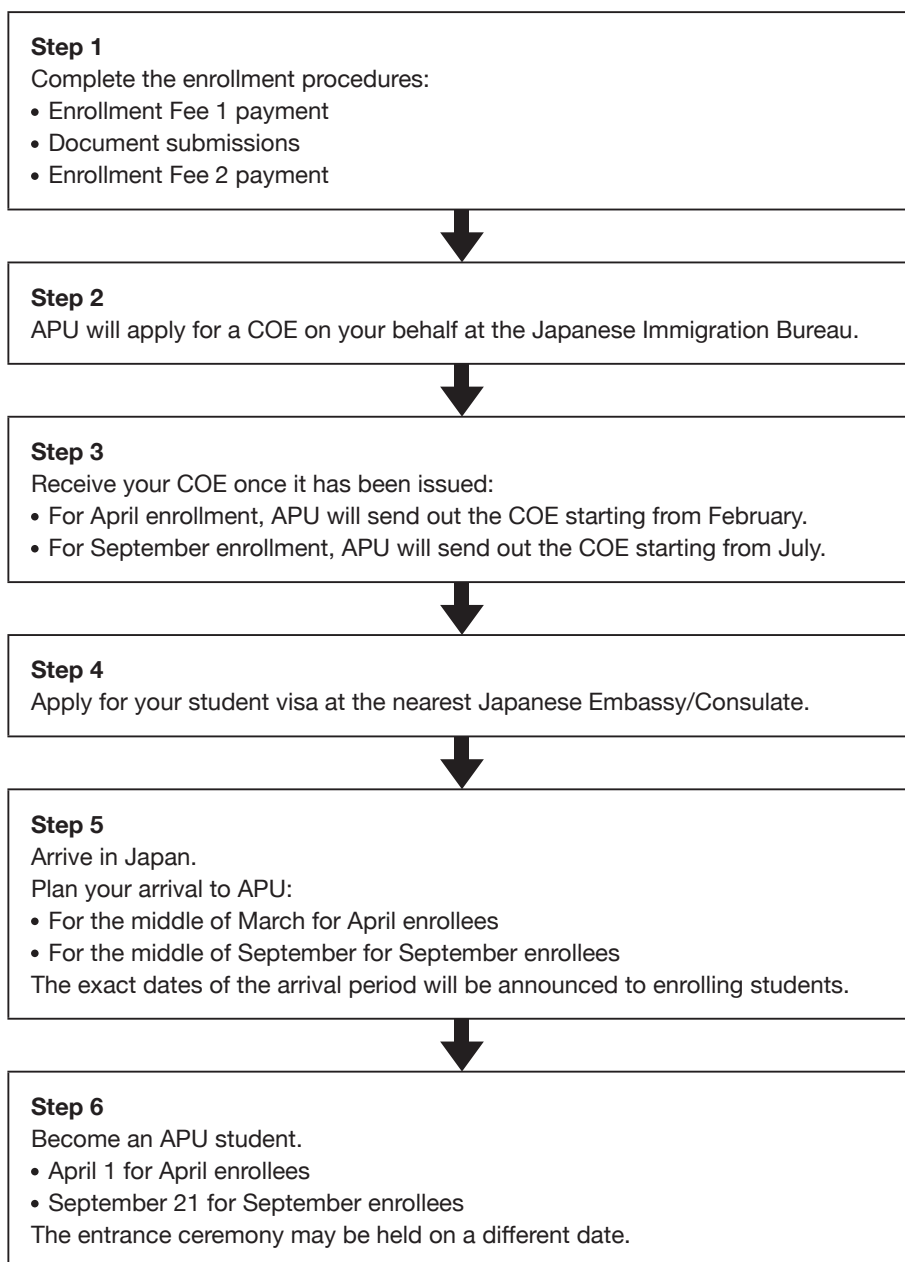 Step 1
Complete the enrollment procedures:
• Enrollment Fee 1 payment
• Document submissions
• Enrollment Fee 2 payment
Step 2
APU will apply for a COE on your behalf at the Japanese Immigration Bureau.
Step 3
Receive your COE once it has been issued:
• For April enrollment, APU will send out the COE starting from February.
• For September enrollment, APU will send out the COE starting from July.
Step 4
Apply for your student visa at the nearest Japanese Embassy/Consulate.
Step 5
Arrive in Japan.
Plan your arrival to APU:
• For the middle of March for April enrollees
• For the middle of September for September enrollees
The exact dates of the arrival period will be announced to enrolling students.
Step 6
Become an APU student.
• April 1 for April enrollees
• September 21 for September enrollees
The entrance ceremony may be held on a different date.